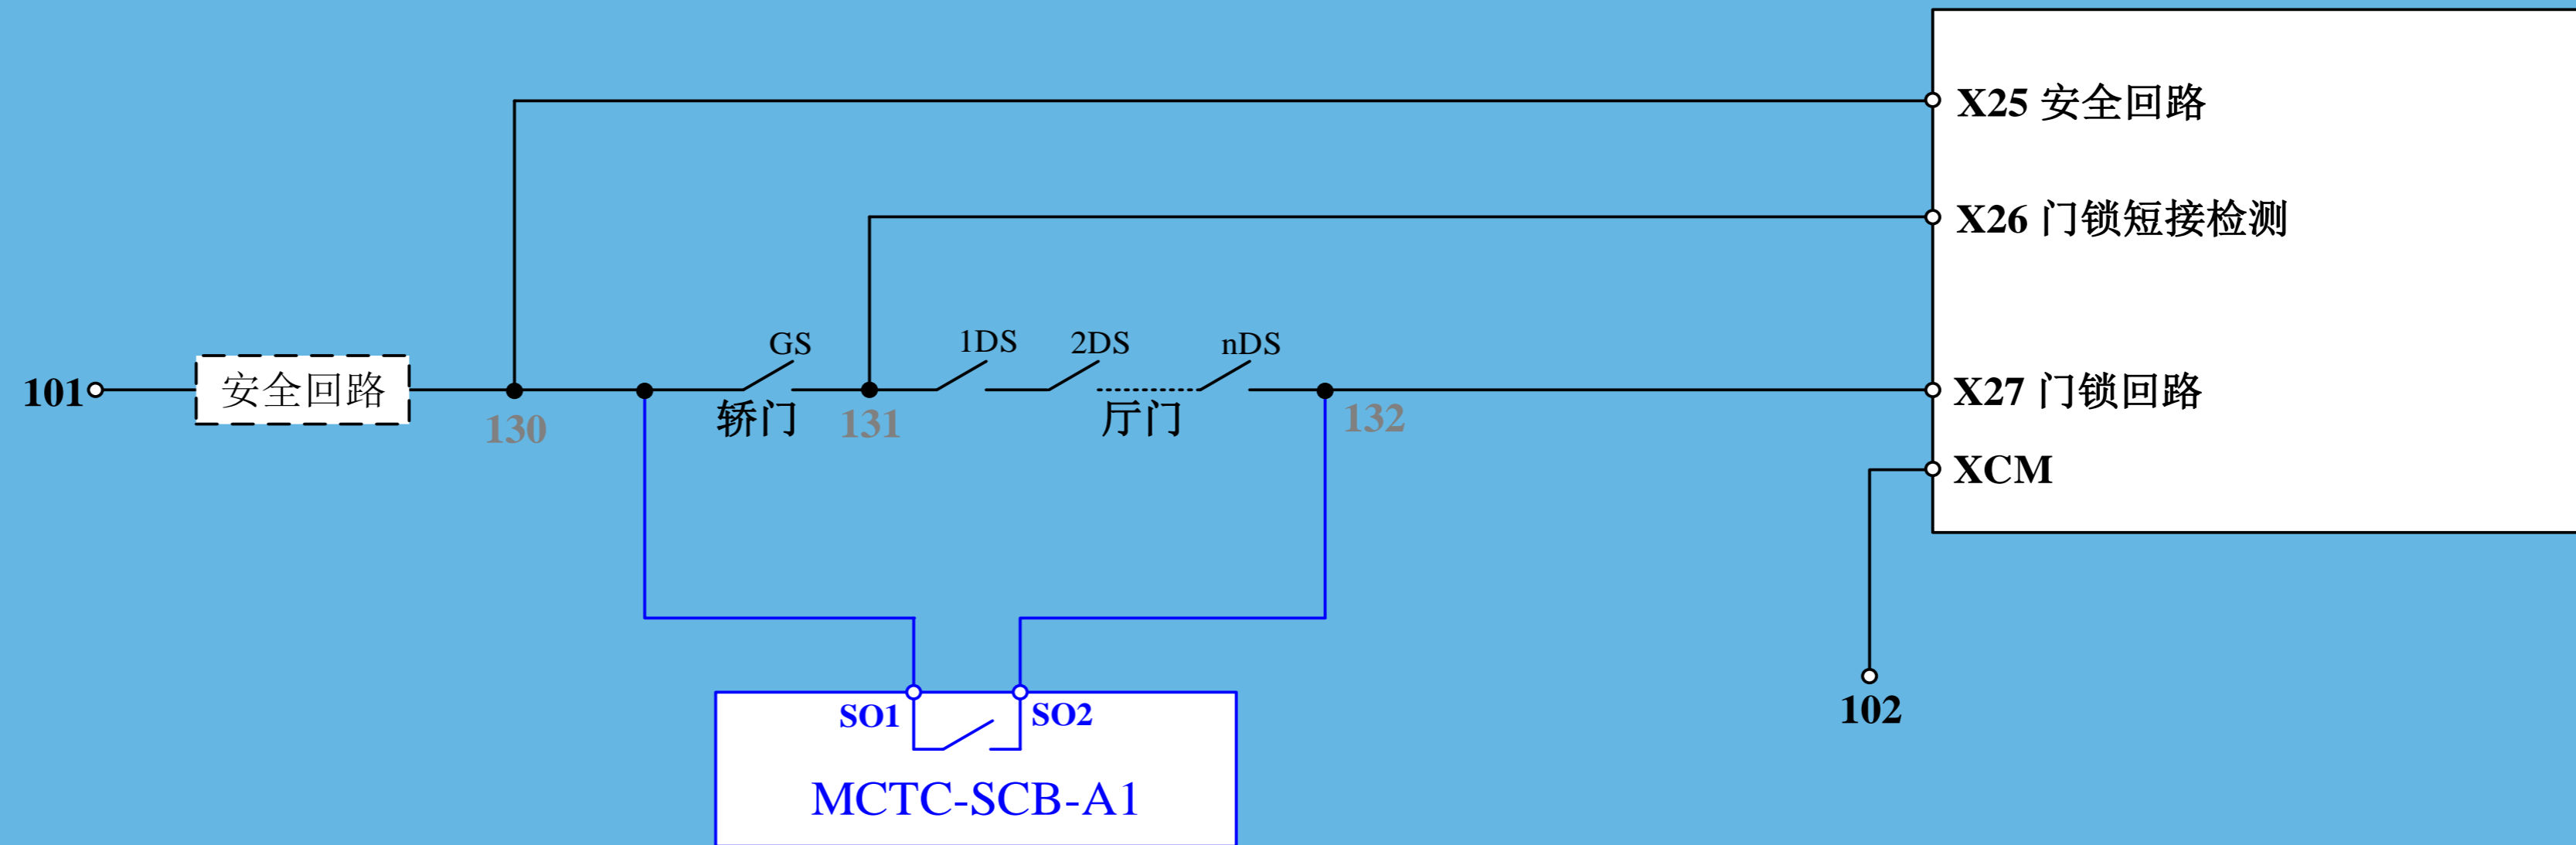 X25 安全回路
X26 门锁短接检测
GS
1DS
2DS
nDS
101
安全回路
130
轿门
131
厅门
132
X27 门锁回路
XCM
SO1
SO2
102
MCTC-SCB-A1